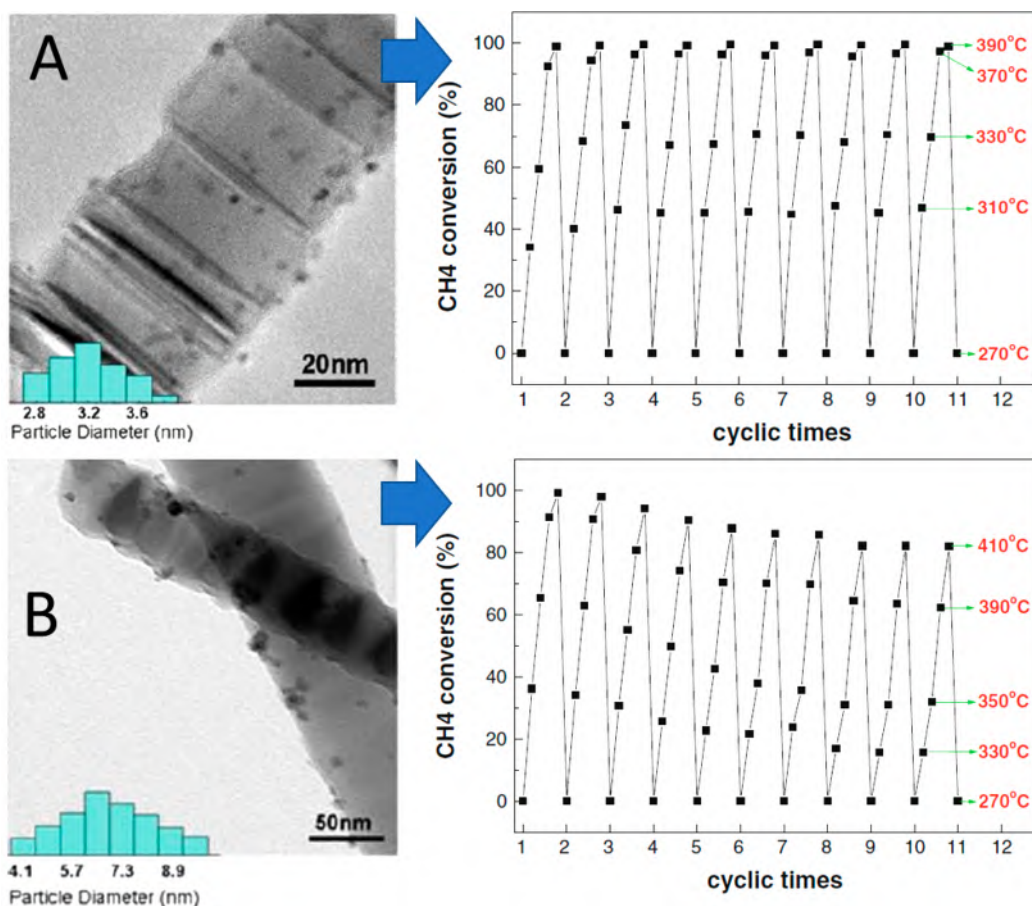 A
20nm
2.8 3.2 3.6
Particle Diameter (nm)
CH4 conversion (%)
100
80
60
40
20
0
1 2 3 4 5 6 7 8 9 10 11 12
cyclic times
390°C
370°C
330°C
310°C
270°C
B
50nm
4.1 5.7 7.3 8.9
Particle Diameter (nm)
CH4 conversion (%)
100
80
60
40
20
0
1 2 3 4 5 6 7 8 9 10 11 12
cyclic times
410°C
390°C
350°C
330°C
270°C